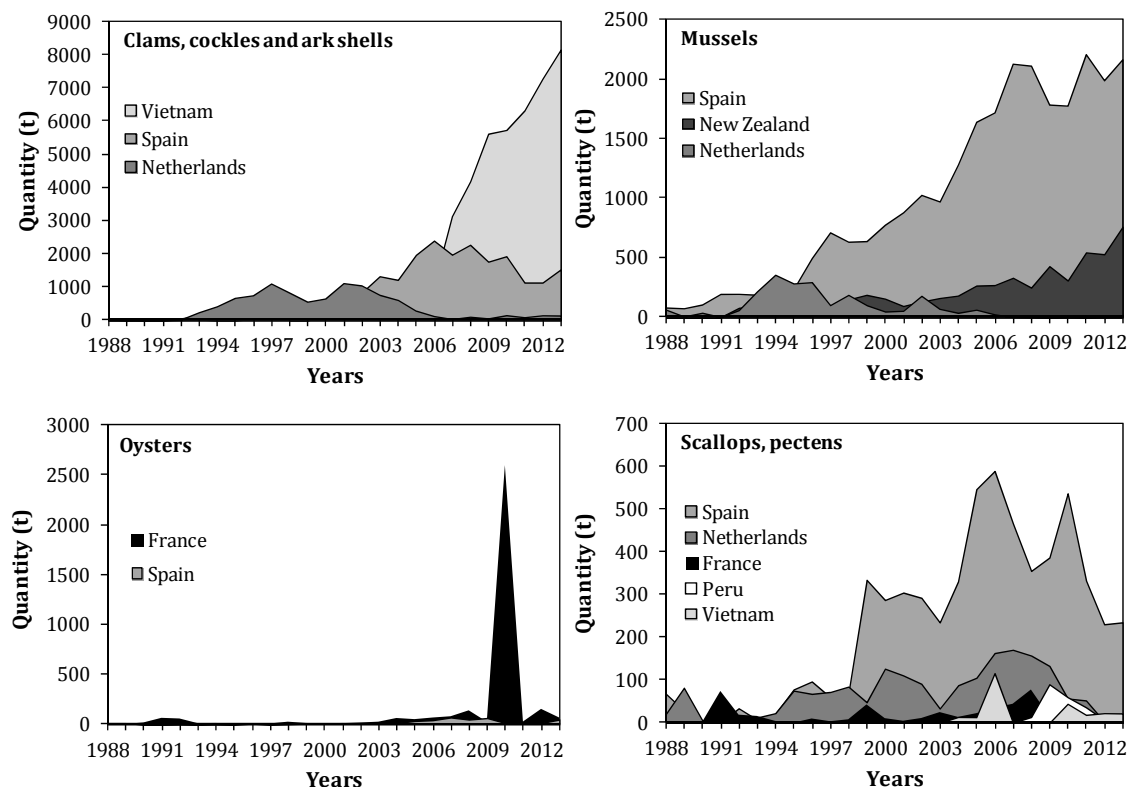 Clams, cockles and ark shells
Quantity (t)
9000
8000
7000
6000
5000
4000
3000
2000
1000
0
Vietnam
Spain
Netherlands
1988 1991 1994 1997 2000 2003 2006 2009 2012
Years
Mussels
Quantity (t)
2500
2000
1500
1000
500
0
Spain
New Zealand
Netherlands
1988 1991 1994 1997 2000 2003 2006 2009 2012
Years
Oysters
Quantity (t)
3000
2500
2000
1500
1000
500
0
France
Spain
1988 1991 1994 1997 2000 2003 2006 2009 2012
Years
Scallops, pectens
Quantity (t)
700
600
500
400
300
200
100
0
Spain
Netherlands
France
Peru
Vietnam
1988 1991 1994 1997 2000 2003 2006 2009 2012
Years